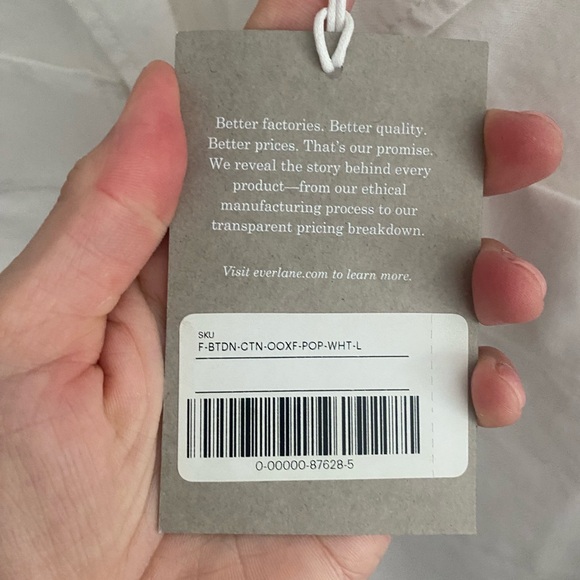 Better factories. Better quality.
Better prices. That's our promise.
We reveal the story behind every
product—from our ethical
manufacturing process to our
transparent pricing breakdown.
Visit everlane.com to learn more.
SKU
F-BTDN-CTN-OOXF-POP-WHT-L
0-00000-87628-5